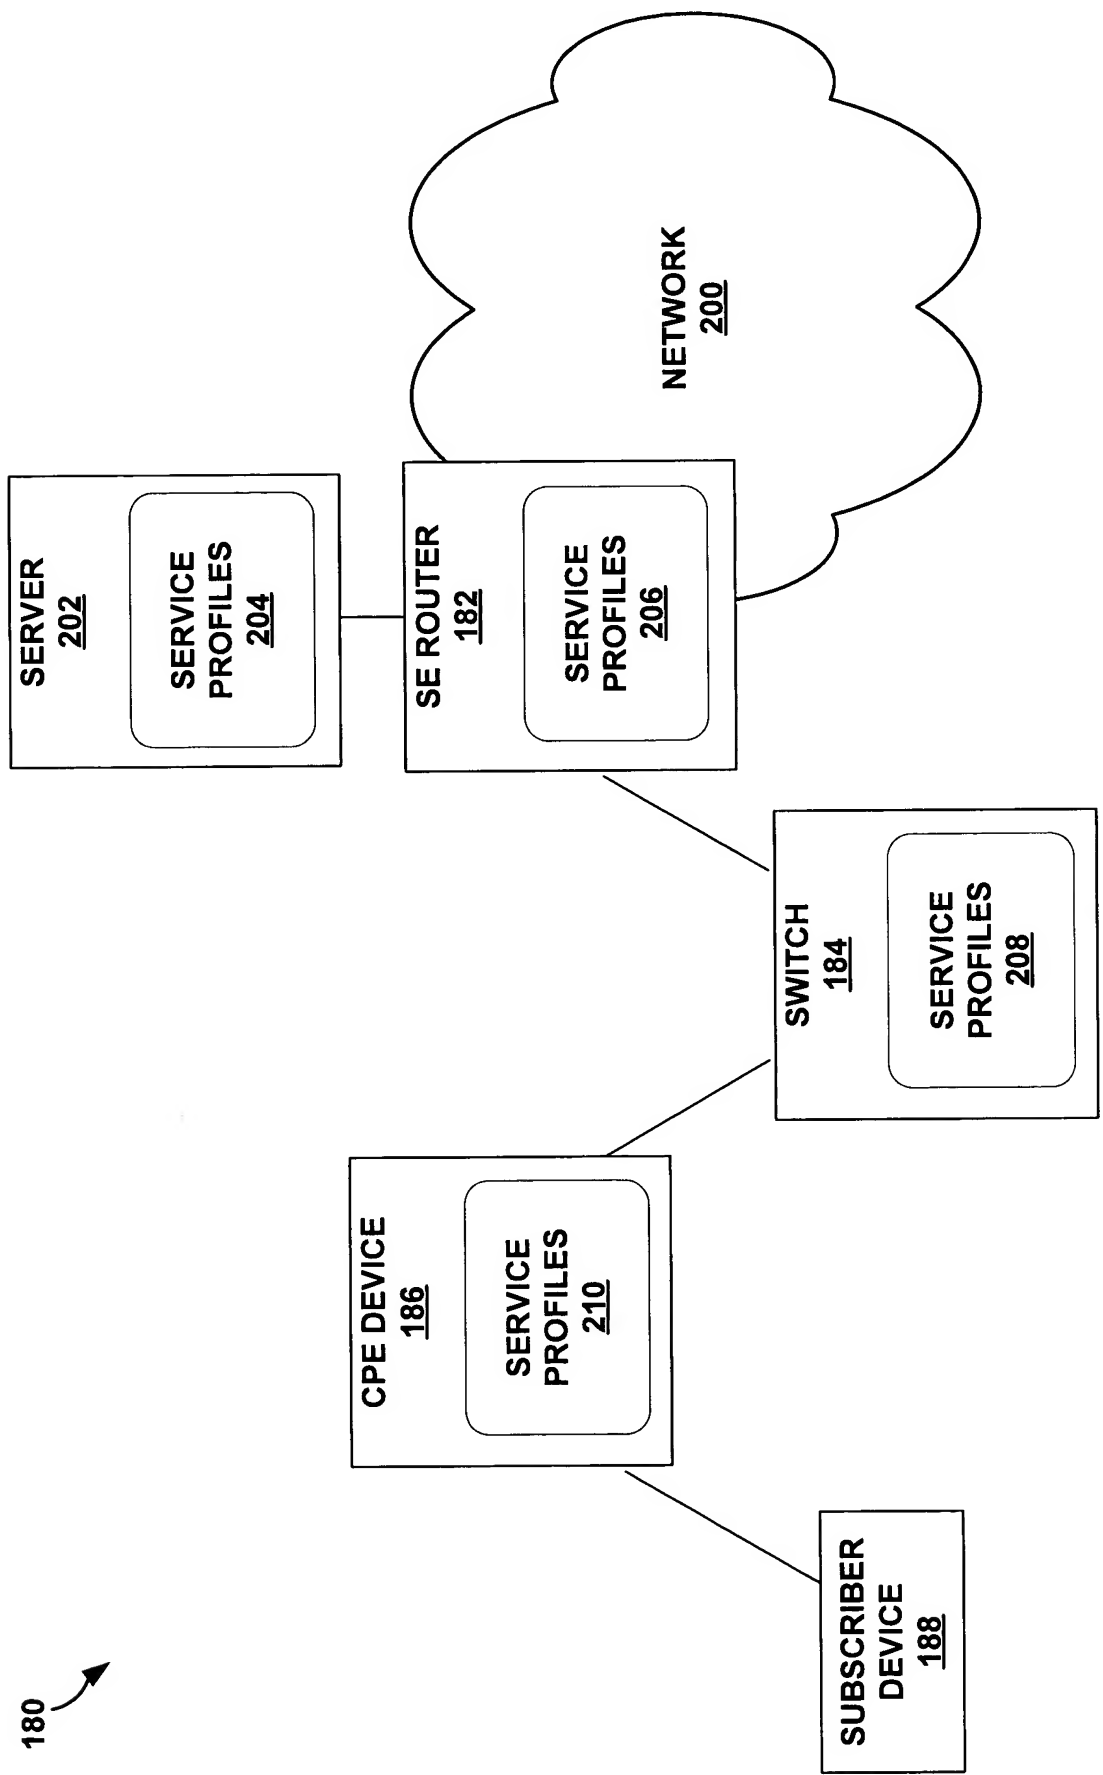 180
SUBSCRIBER
DEVICE
188
CPE DEVICE
186
SERVICE
PROFILES
210
SWITCH
184
SERVICE
PROFILES
208
SERVER
202
SERVICE
PROFILES
204
SE ROUTER
182
SERVICE
PROFILES
206
NETWORK
200